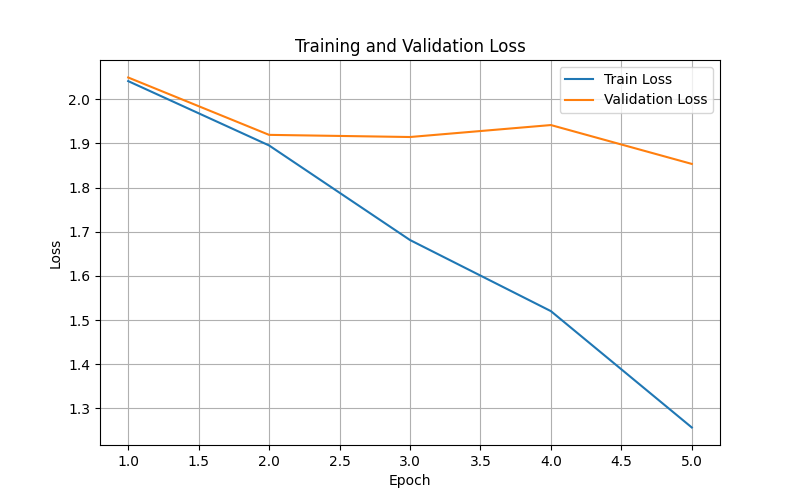 Training and Validation Loss
Train Loss
Validation Loss
2.0
1.9
1.8
1.7
1.6
1.5
1.4
1.3
Loss
1.0 1.5 2.0 2.5 3.0 3.5 4.0 4.5 5.0
Epoch